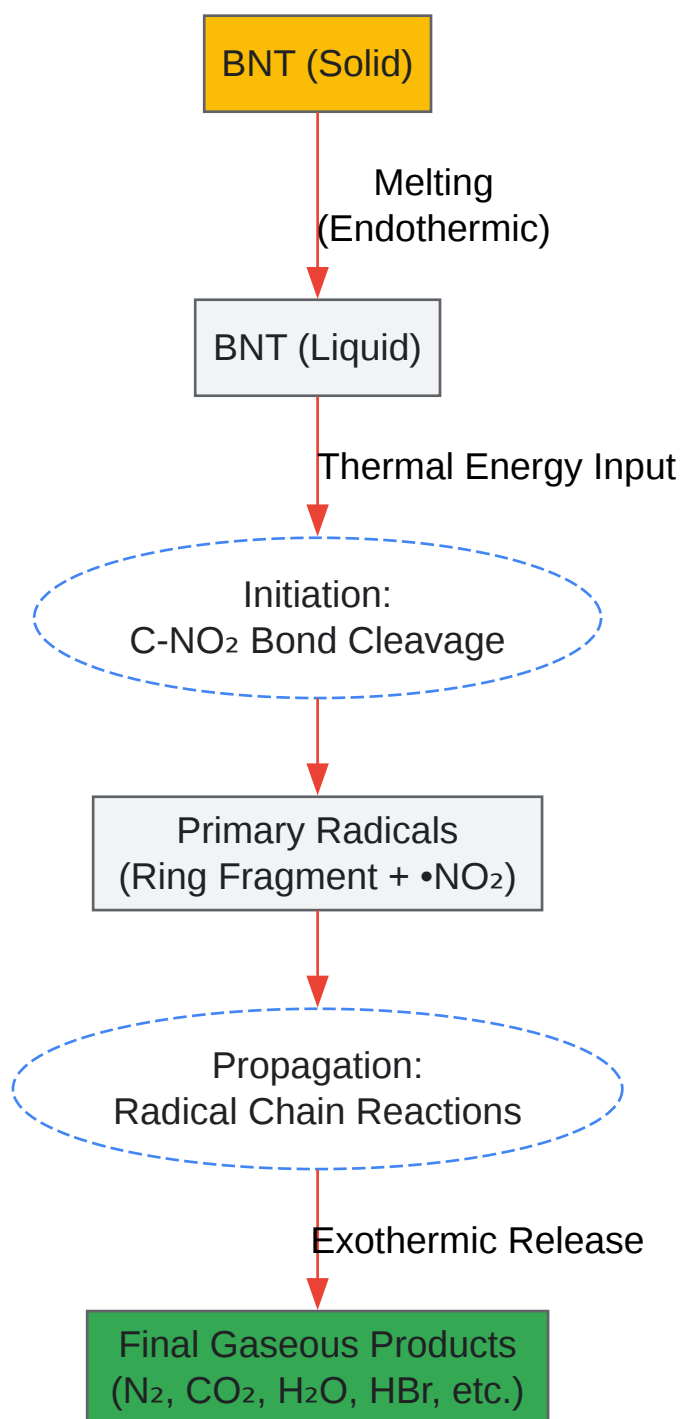 BNT (Solid)
Melting
(Endothermic)
BNT (Liquid)
Thermal Energy Input
Initiation:
C-NO₂ Bond Cleavage
Primary Radicals
(Ring Fragment + •NO₂)
Propagation:
Radical Chain Reactions
Exothermic Release
Final Gaseous Products
(N₂, CO₂, H₂O, HBr, etc.)